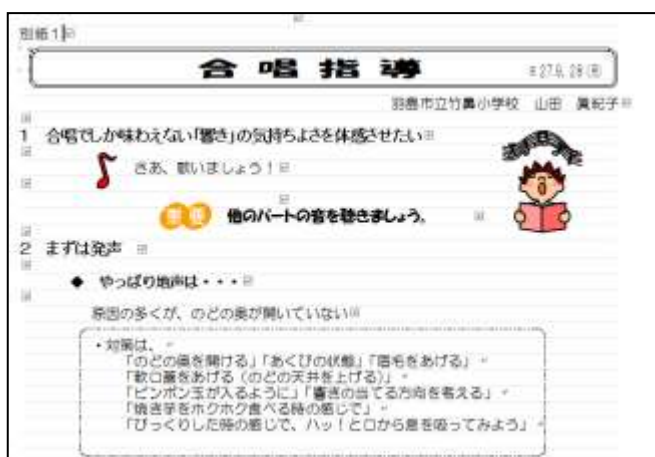 別紙1
合唱指導
H27.9.28(月)
羽島市立竹鼻小学校 山田 眞紀子
1 合唱でしか味わえない「響き」の気持ちよさを体感させたい
さあ、歌いましょう!
他のパートの音を聴きましょう。
2 まずは発声
◆ やっぱり地声は・・・
原因の多くが、のどの奥が開いていない
・対策は、
「のどの奥を開ける」「あくびの状態」「眉毛をあげる」
「軟口蓋をあげる(のどの天井を上げる)」
「ピンポン玉が入るように」「響きの当てる方向を考える」
「焼き芋をホクホク食べる時の感じで」
「びっくりした時の感じで、ハッ!と口から息を吸ってみよう」